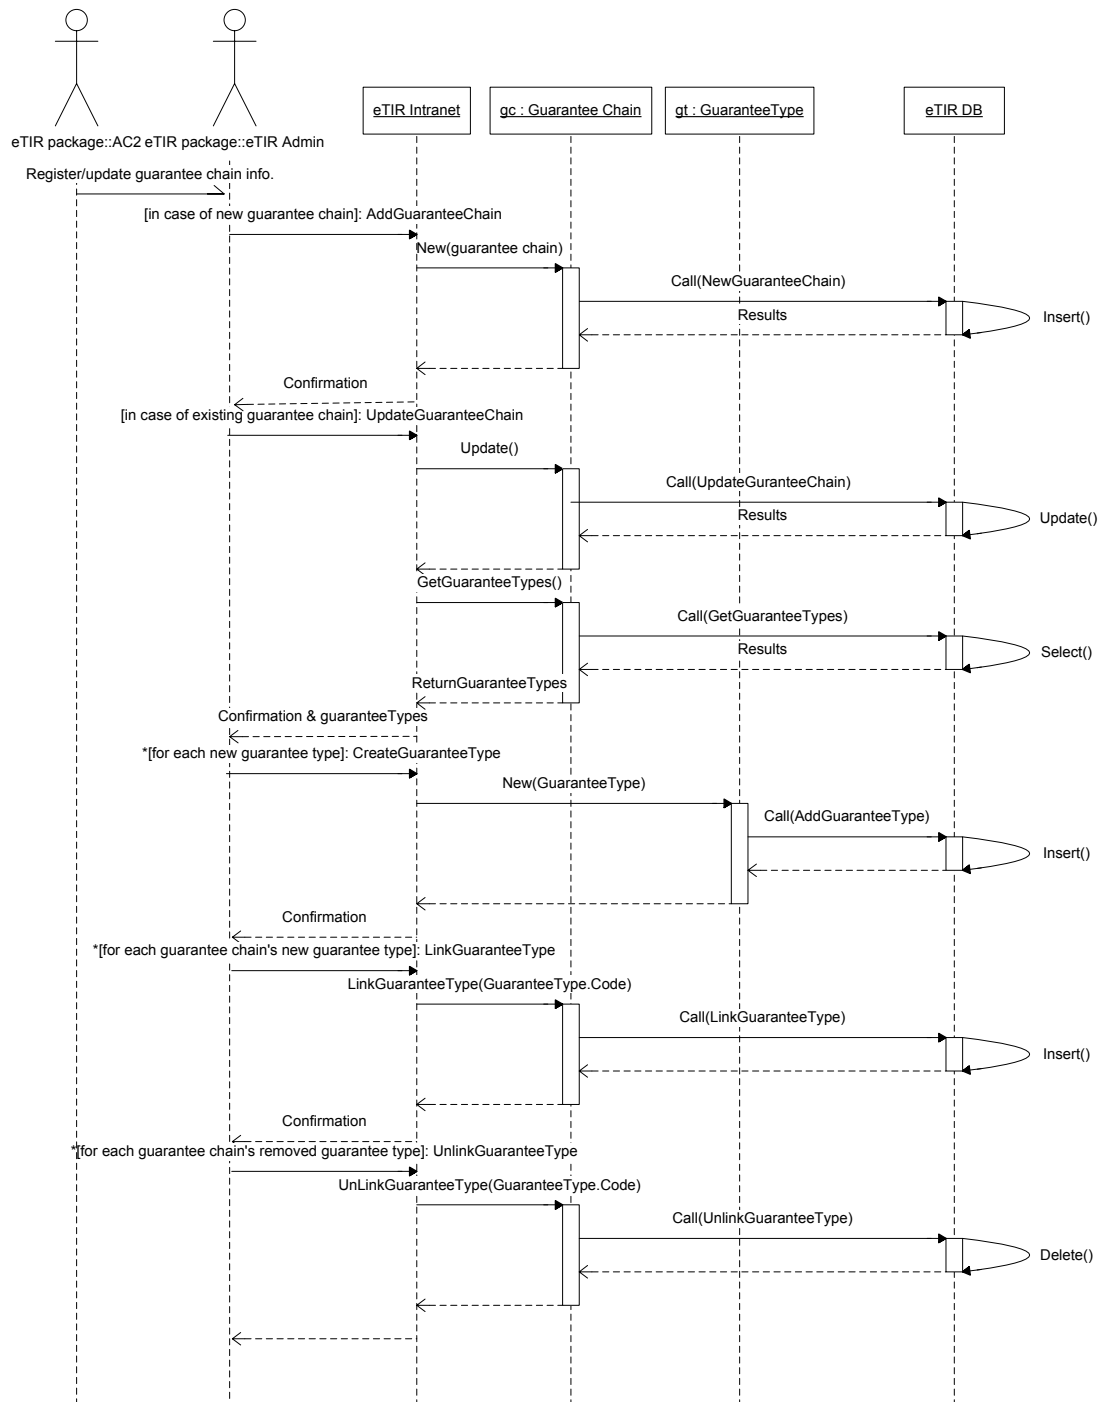 eTIR Intranet
gc : Guarantee Chain
gt : GuaranteeType
eTIR DB
eTIR package::AC2
eTIR package::eTIR Admin
Register/update guarantee chain info.
[in case of new guarantee chain]: AddGuaranteeChain
New(guarantee chain)
Call(NewGuaranteeChain)
Results
Insert()
Confirmation
[in case of existing guarantee chain]: UpdateGuaranteeChain
Update()
Call(UpdateGuranteeChain)
Results
Update()
GetGuaranteeTypes()
Call(GetGuaranteeTypes)
Results
Select()
ReturnGuaranteeTypes
Confirmation & guaranteeTypes
*[for each new guarantee type]: CreateGuaranteeType
New(GuaranteeType)
Call(AddGuaranteeType)
Insert()
Confirmation
*[for each guarantee chain's new guarantee type]: LinkGuaranteeType
LinkGuaranteeType(GuaranteeType.Code)
Call(LinkGuaranteeType)
Insert()
Confirmation
*[for each guarantee chain's removed guarantee type]: UnlinkGuaranteeType
UnLinkGuaranteeType(GuaranteeType.Code)
Call(UnlinkGuaranteeType)
Delete()